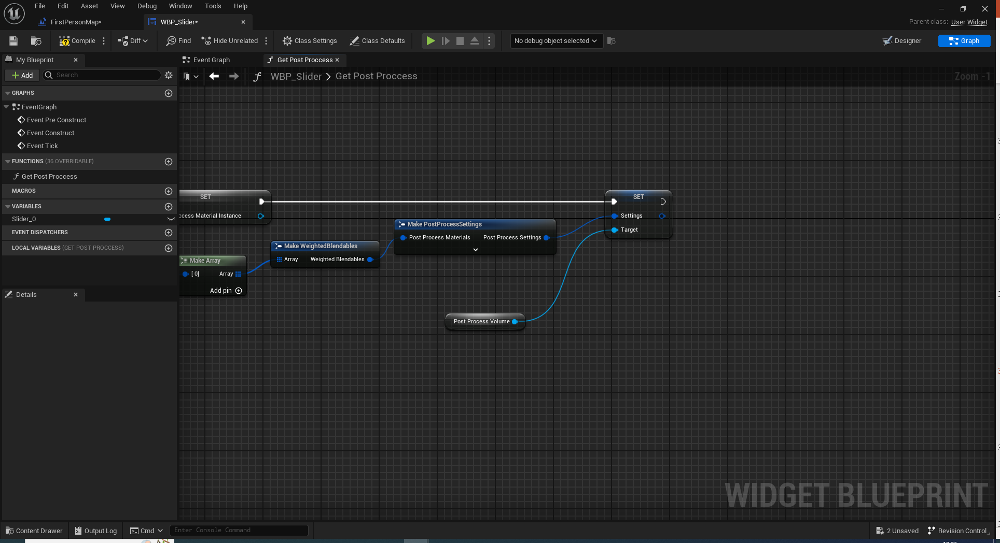 File Edit Asset View Debug Window Tools Help
FirstPersonMap*
WBP_Slider*
Parent class: User Widget
Compile
Diff
Find
Hide Unrelated
Class Settings
Class Defaults
No debug object selected
Designer
Graph
My Blueprint
Event Graph
Get Post Proccess
Add
Search
WBP_Slider > Get Post Proccess
Zoom -1
GRAPHS
EventGraph
Event Pre Construct
Event Construct
Event Tick
FUNCTIONS (36 OVERRIDABLE)
Get Post Proccess
MACROS
VARIABLES
Slider_0
EVENT DISPATCHERS
LOCAL VARIABLES (GET POST PROCCESS)
Details
SET
ccess Material Instance
Make Array
[0]
Array
Add pin
Make WeightedBlendables
Array
Weighted Blendables
Make PostProcessSettings
Post Process Materials
Post Process Settings
Post Process Volume
SET
Settings
Target
WIDGET BLUEPRINT
Content Drawer
Output Log
Cmd
Enter Console Command
2 Unsaved
Revision Control